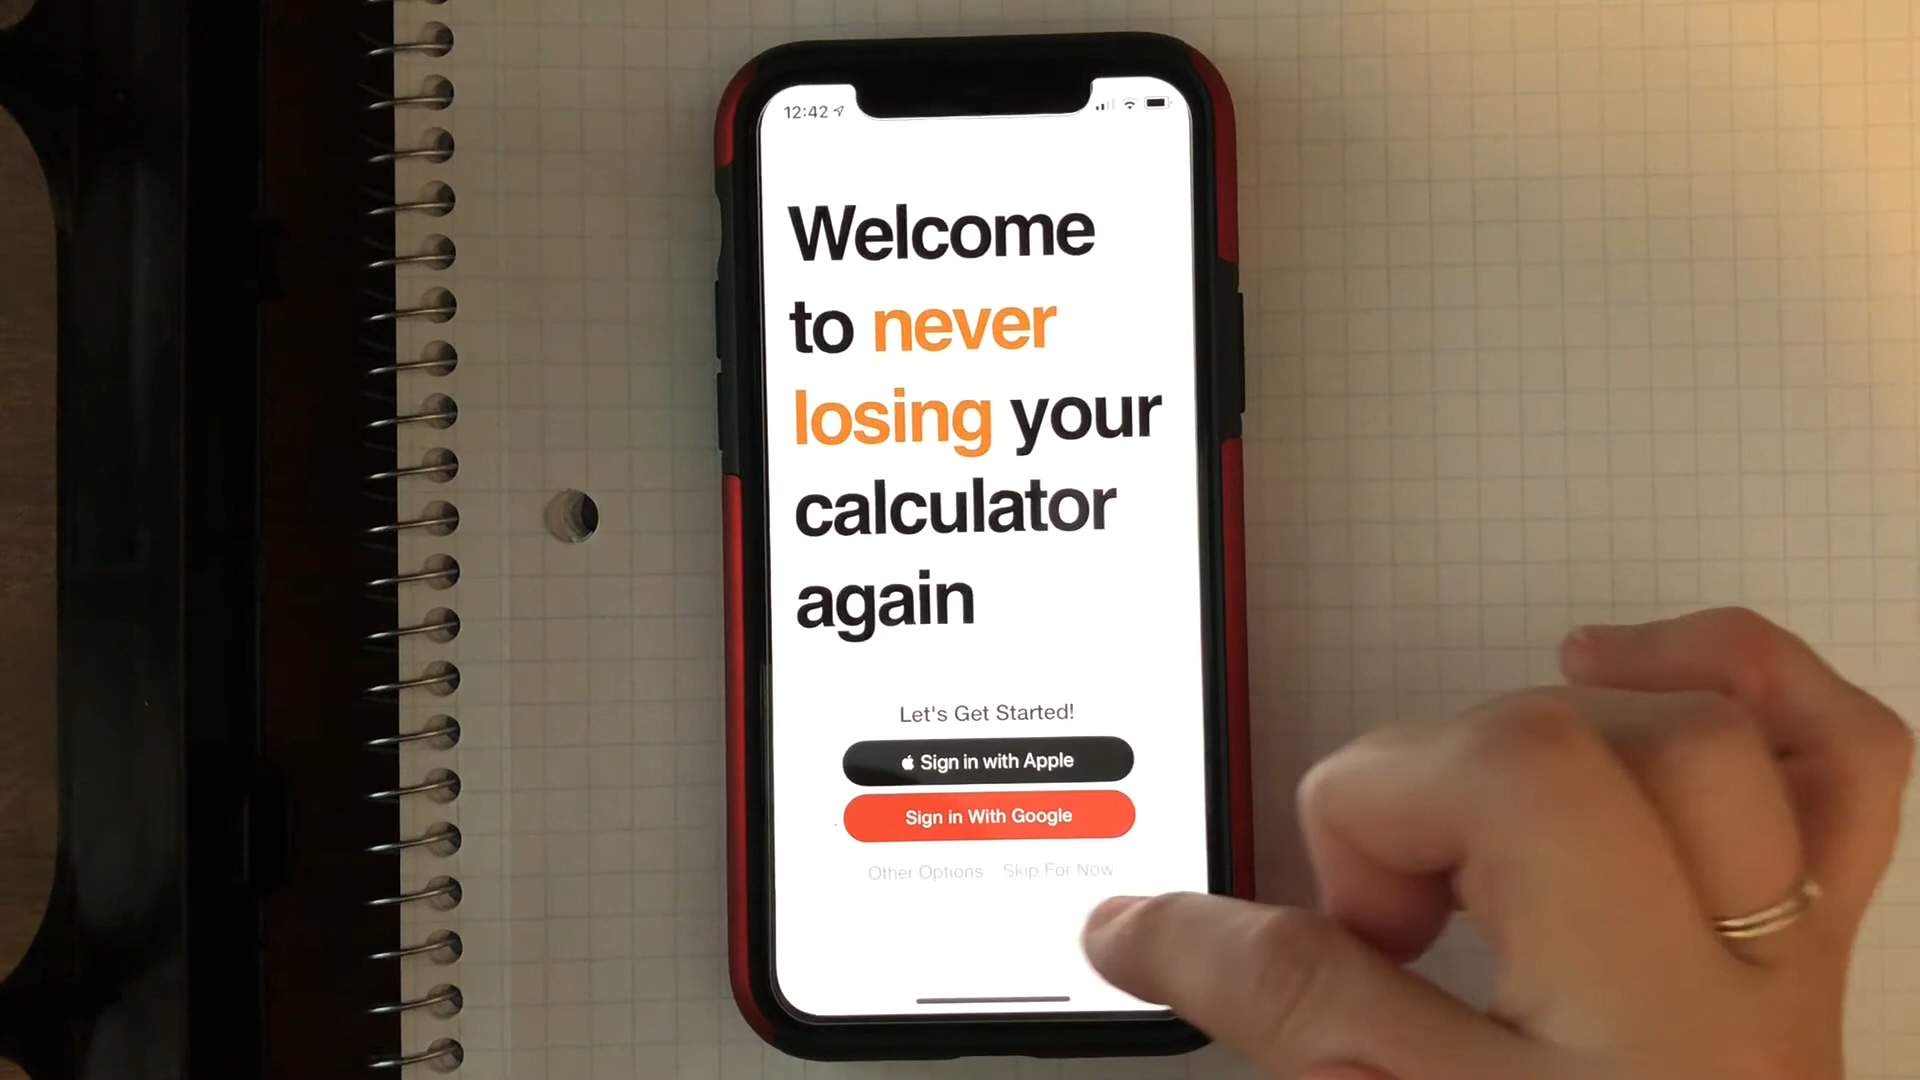 12:42
Welcome
to never
losing your
calculator
again
Let's Get Started!
Sign in with Apple
Sign in With Google
Other Options Skip For Now